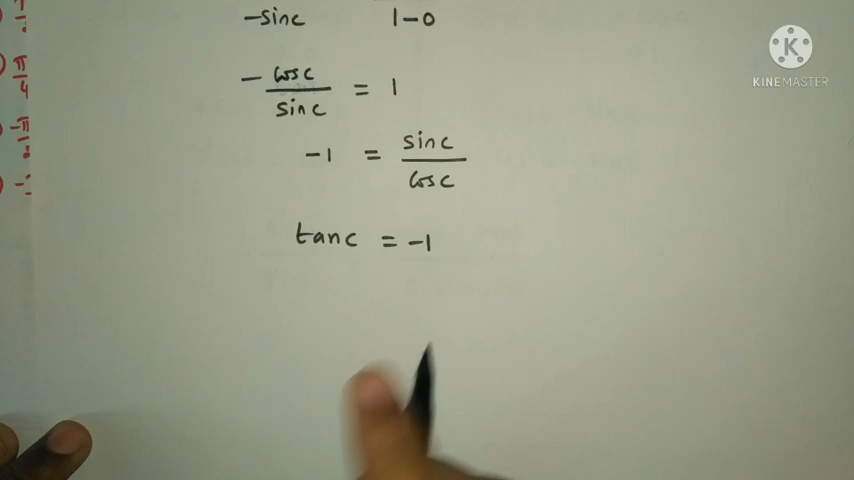 -sinc 1-0
- cosc / sinc = 1
-1 = sinc / cosc
tanc = -1
K
KINEMASTER